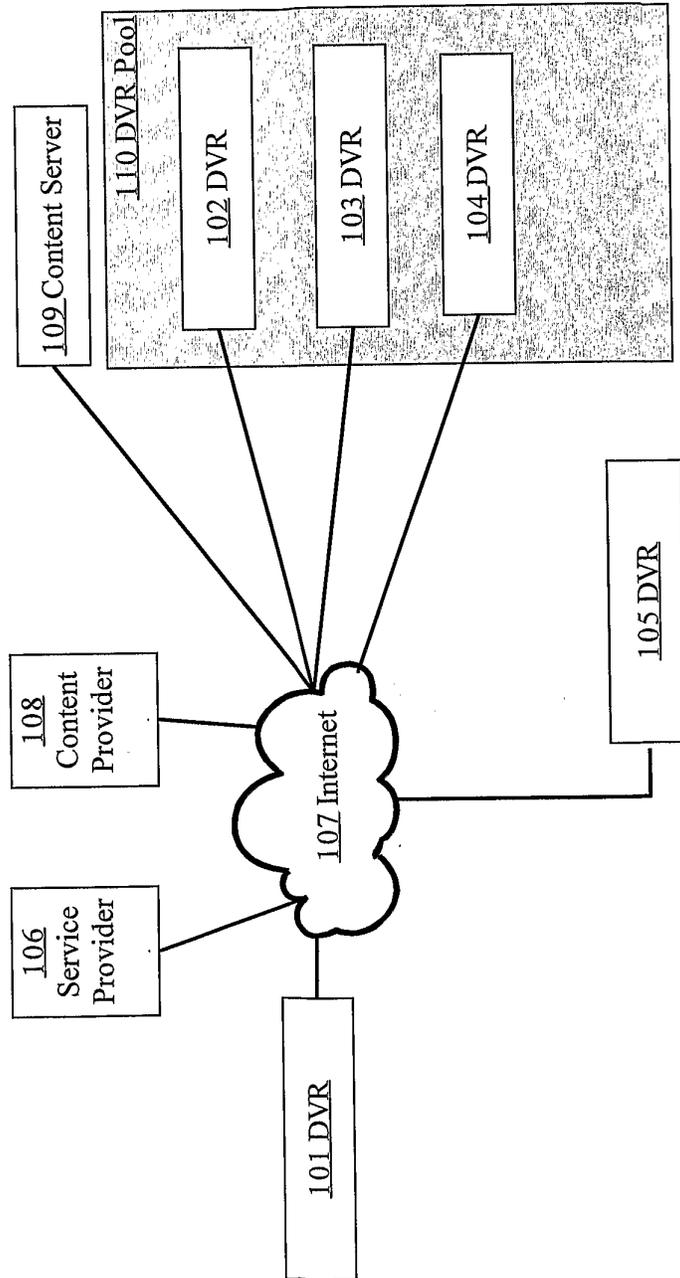 106
Service
Provider
108
Content
Provider
109 Content Server
110 DVR Pool
102 DVR
103 DVR
104 DVR
107 Internet
101 DVR
105 DVR